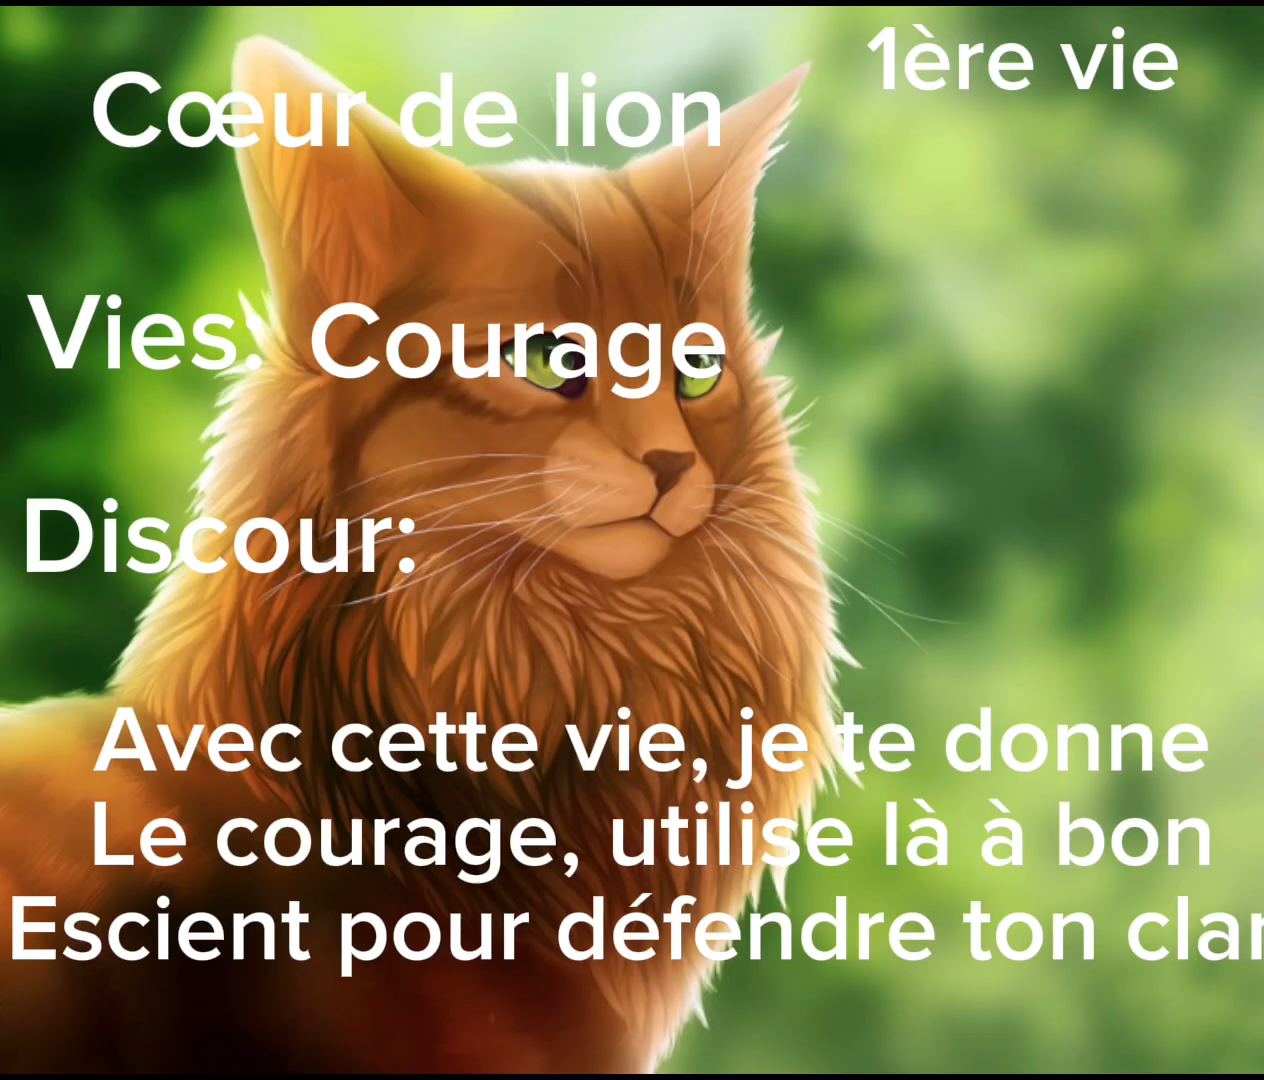 1ère vie
Cœur de lion
Vies: Courage
Discour:
Avec cette vie, je te donne
Le courage, utilise là à bon
Escient pour défendre ton clan